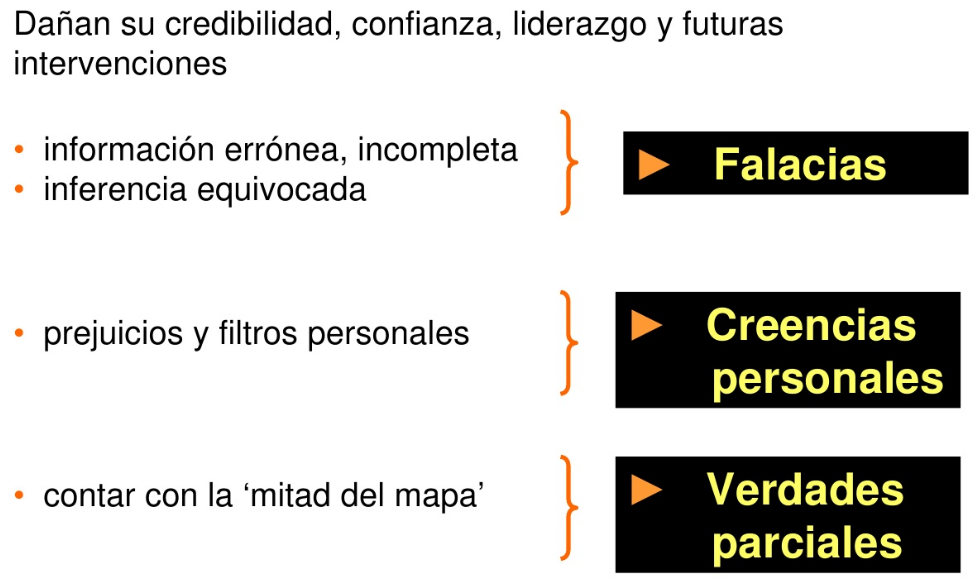 Dañan su credibilidad, confianza, liderazgo y futuras
intervenciones
• información errónea, incompleta
• inferencia equivocada
► Falacias
• prejuicios y filtros personales
► Creencias
personales
• contar con la ‘mitad del mapa’
► Verdades
parciales